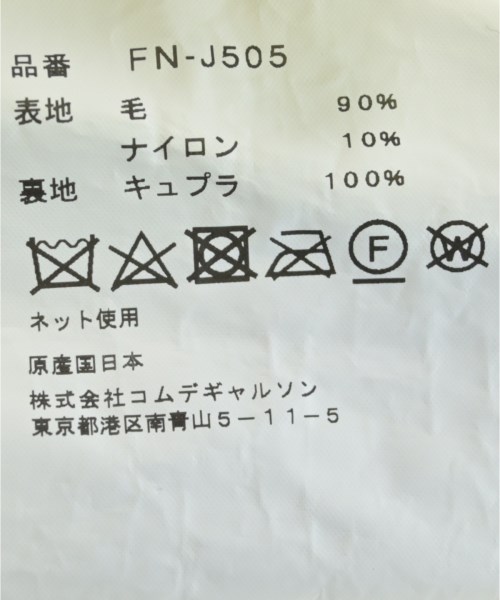 品番 FN-J505
表地 毛 90%
ナイロン 10%
裏地 キュプラ 100%
F W
ネット使用
原産国日本
株式会社コムデギャルソン
東京都港区南青山5-11-5